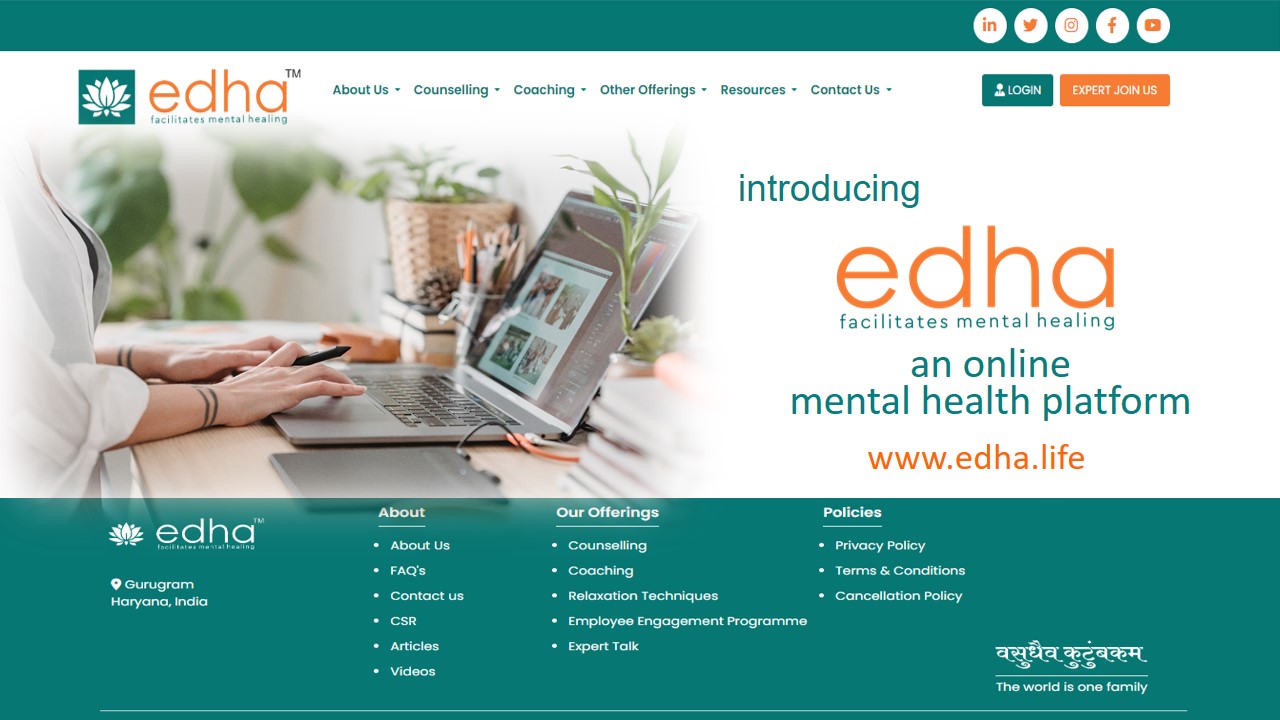 edha™
facilitates mental healing
About Us
Counselling
Coaching
Other Offerings
Resources
Contact Us
LOGIN
EXPERT JOIN US
introducing
edha
facilitates mental healing
an online
mental health platform
www.edha.life
edha™
facilitates mental healing
Gurugram
Haryana, India
About
About Us
FAQ's
Contact us
CSR
Articles
Videos
Our Offerings
Counselling
Coaching
Relaxation Techniques
Employee Engagement Programme
Expert Talk
Policies
Privacy Policy
Terms & Conditions
Cancellation Policy
वसुधैव कुटुंबकम
The world is one family